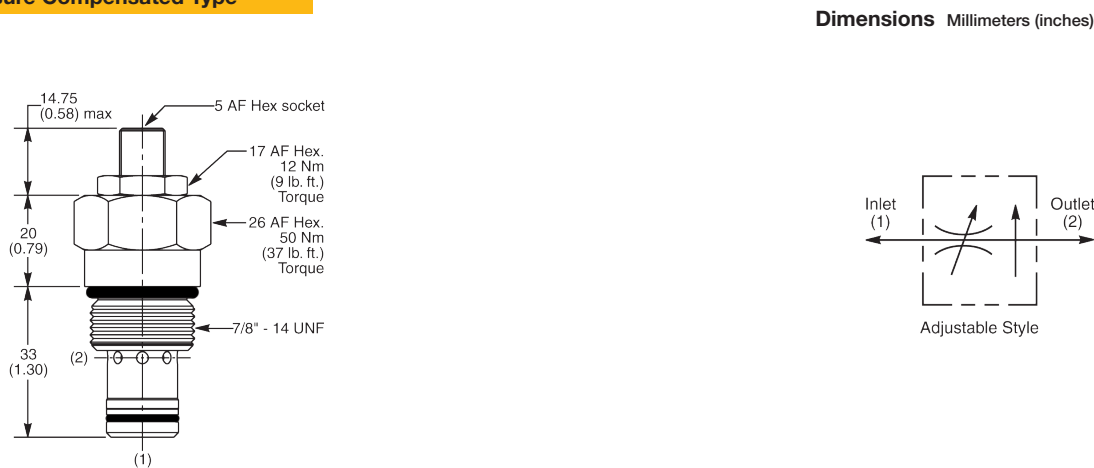 Compensated Type
Dimensions Millimeters (inches)
14.75
(0.58) max
5 AF Hex socket
17 AF Hex.
12 Nm
(9 lb. ft.)
Torque
20
(0.79)
26 AF Hex.
50 Nm
(37 lb. ft.)
Torque
7/8" - 14 UNF
33
(1.30)
(2)
(1)
Inlet
(1)
Outlet
(2)
Adjustable Style